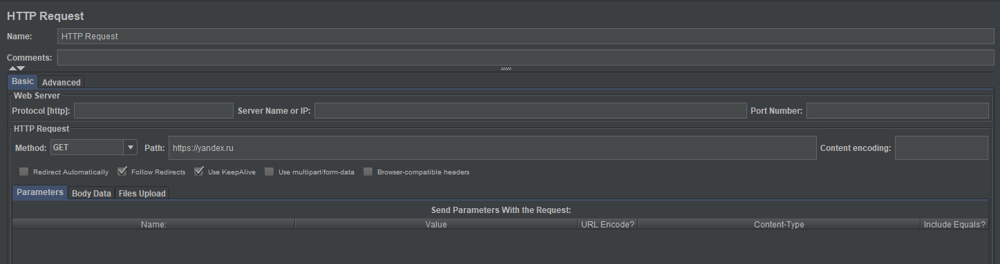 HTTP Request
Name: HTTP Request
Comments:
Basic Advanced
Web Server
Protocol [http]: Server Name or IP: Port Number:
HTTP Request
Method: GET Path: https://yandex.ru Content encoding:
Redirect Automatically Follow Redirects Use KeepAlive Use multipart/form-data Browser-compatible headers
Parameters Body Data Files Upload
Send Parameters With the Request:
Name: Value URL Encode? Content-Type Include Equals?